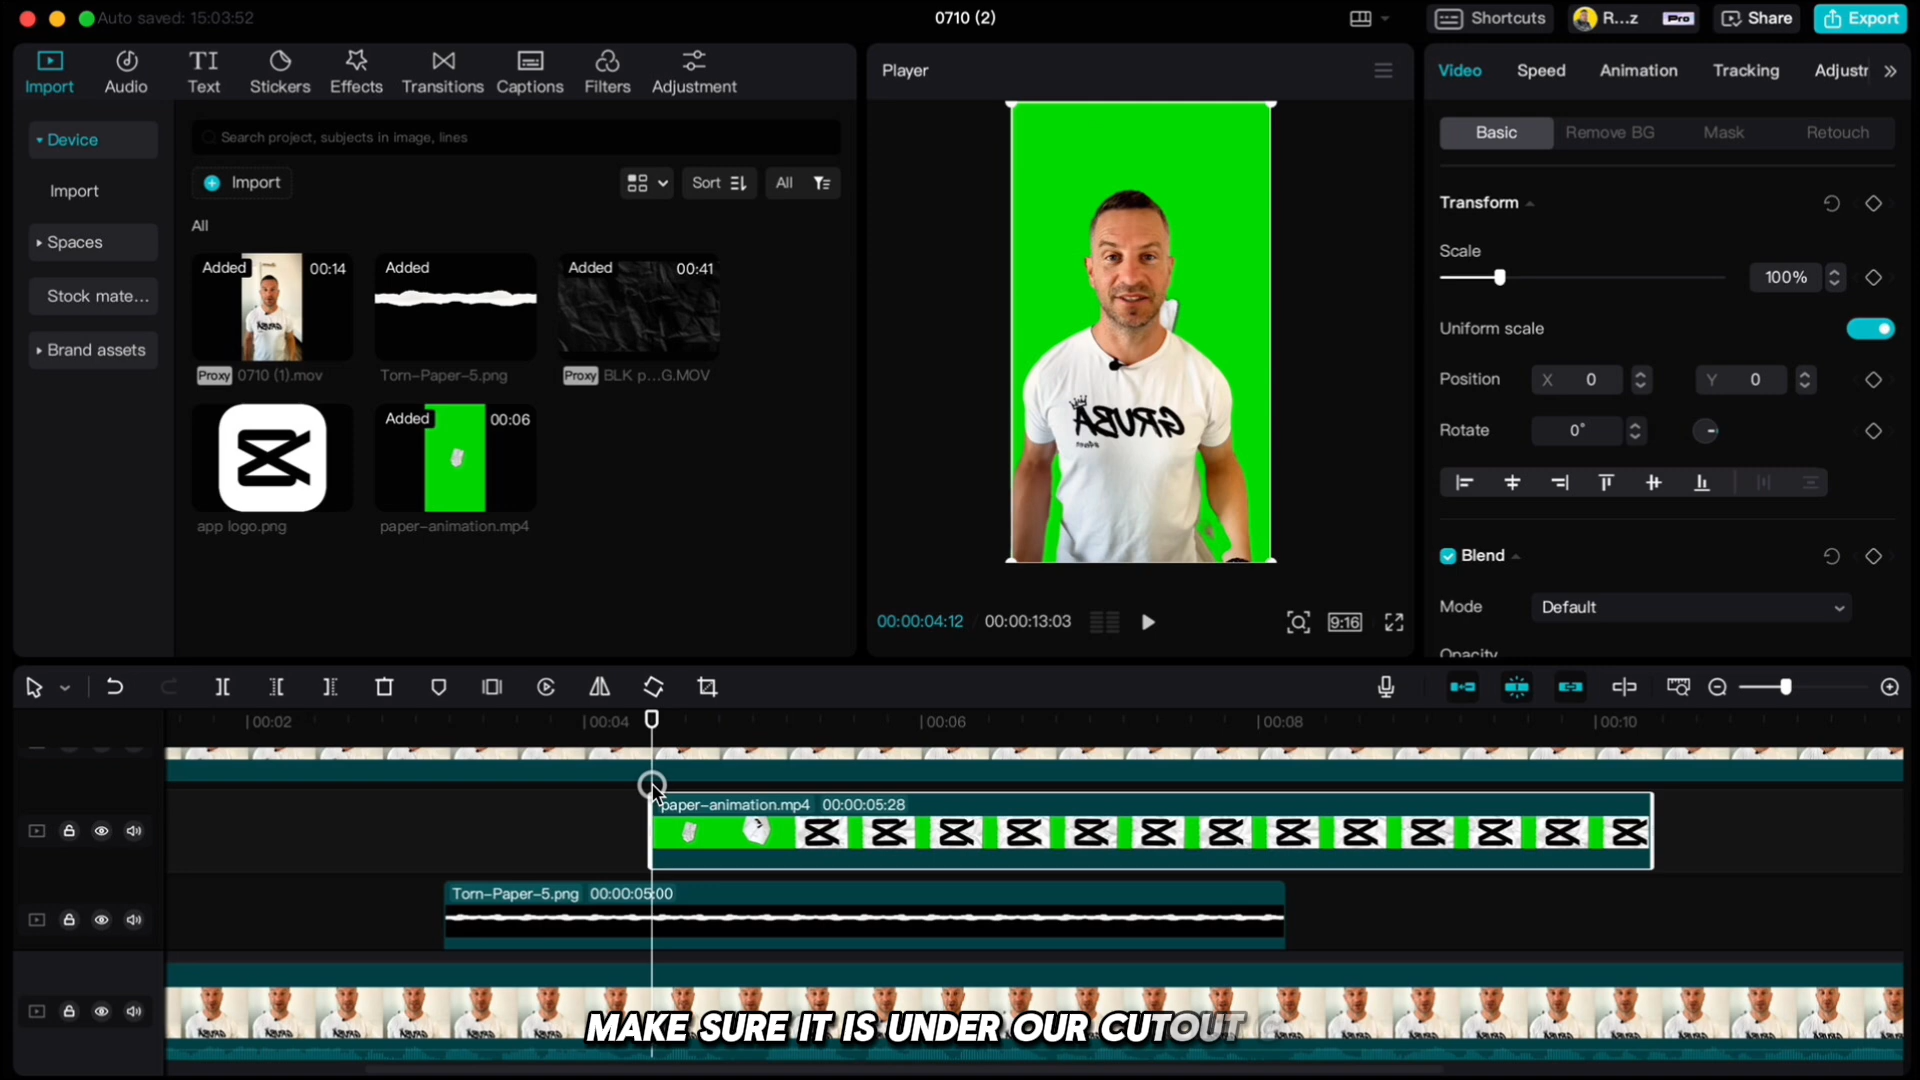 Auto saved: 15:03:52
0710 (2)
Shortcuts
R...z
Pro
Share
Export
Import
Audio
TI
Text
Stickers
Effects
Transitions
Captions
Filters
Adjustment
Player
Video
Speed
Animation
Tracking
Adjustr
Device
Import
Spaces
Stock mate...
Brand assets
Search project, subjects in image, lines
Import
Sort
All
All
Added
00:14
Added
Added
00:41
Proxy 0710 (1).mov
Torn-Paper-5.png
Proxy BLK p...G.MOV
Added
00:06
app logo.png
paper-animation.mp4
GRUBA
00:00:04:12
00:00:13:03
9:16
Basic
Remove BG
Mask
Retouch
Transform
Scale
100%
Uniform scale
Position
X 0
Y 0
Rotate
0°
Blend
Mode
Default
Opacity
00:02
00:04
00:06
00:08
00:10
paper-animation.mp4 00:00:05:28
Torn-Paper-5.png 00:00:05:00
MAKE SURE IT IS UNDER OUR CUTOUT